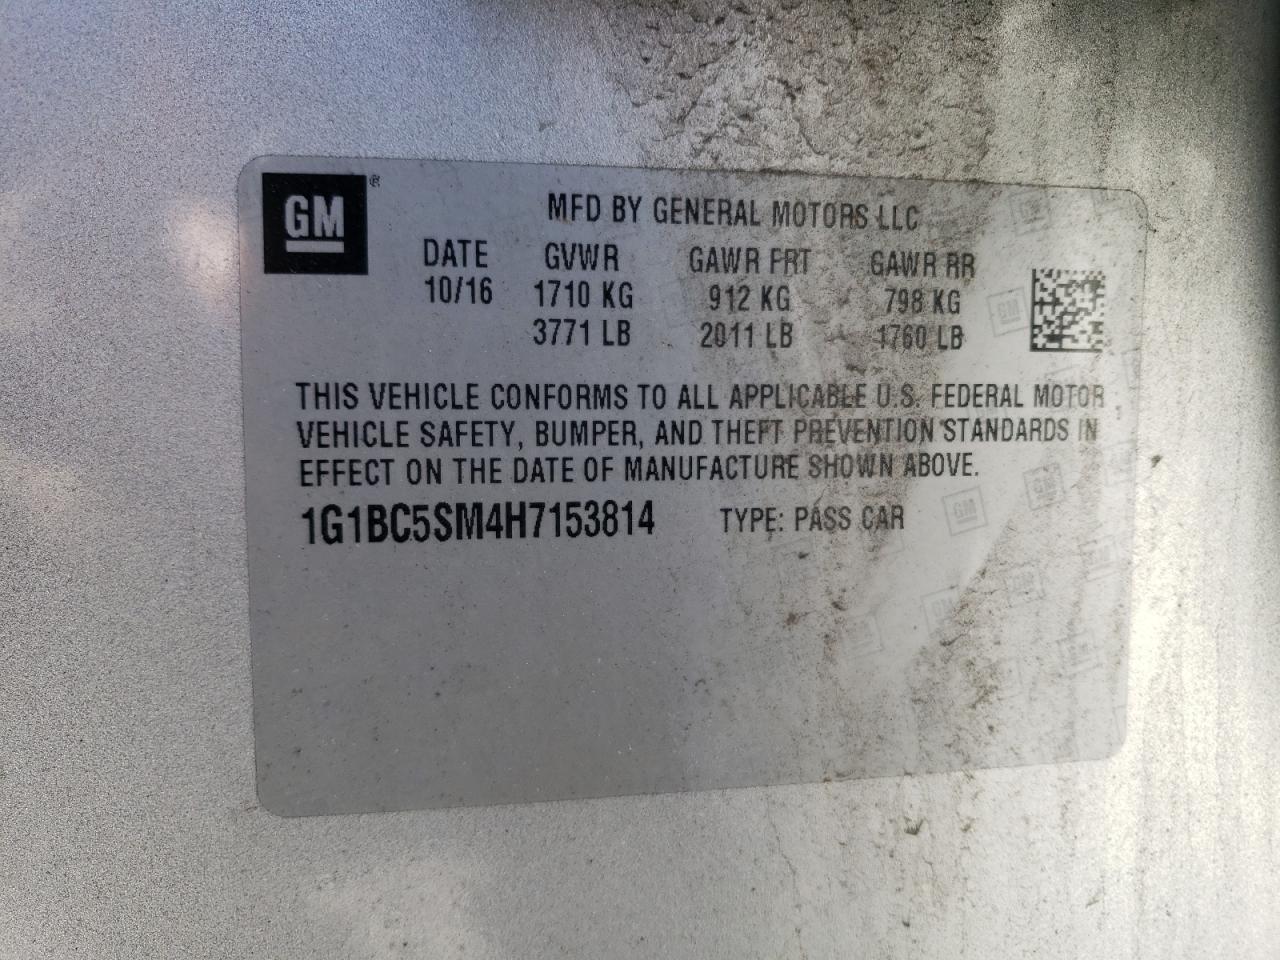 GM ®
MFD BY GENERAL MOTORS LLC
DATE GVWR GAWR FRT GAWR RR
10/16 1710 KG 912 KG 798 KG
3771 LB 2011 LB 1760 LB
THIS VEHICLE CONFORMS TO ALL APPLICABLE U.S. FEDERAL MOTOR
VEHICLE SAFETY, BUMPER, AND THEFT PREVENTION STANDARDS IN
EFFECT ON THE DATE OF MANUFACTURE SHOWN ABOVE.
1G1BC5SM4H7153814 TYPE: PASS CAR